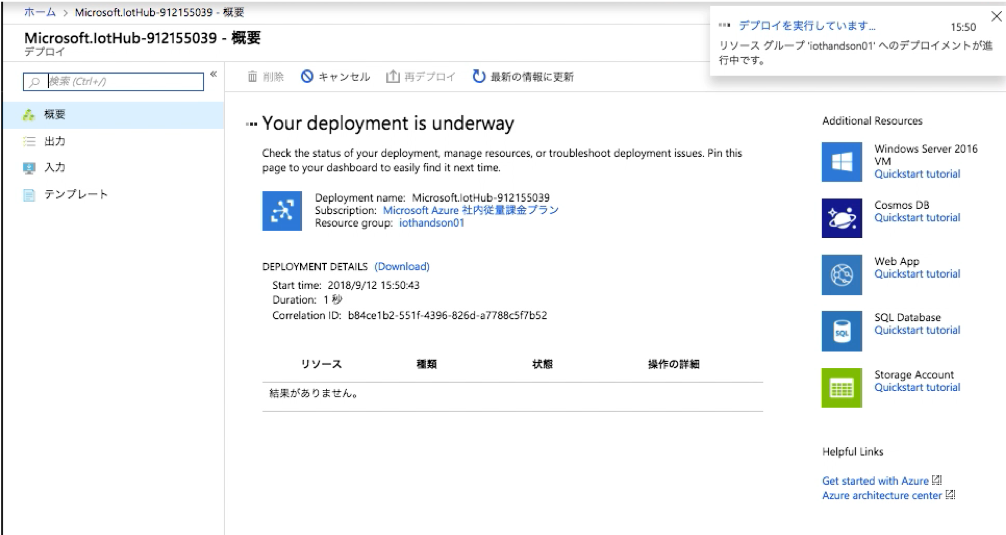 ホーム > Microsoft.IotHub-912155039 - 概要
Microsoft.IotHub-912155039 - 概要
デプロイ
デプロイを実行しています... 15:50
リソース グループ 'iothandson01' へのデプロイメントが進
行中です。
検索 (Ctrl+/)
削除 キャンセル 再デプロイ 最新の情報に更新
概要
出力
入力
テンプレート
Your deployment is underway
Check the status of your deployment, manage resources, or troubleshoot deployment issues. Pin this
page to your dashboard to easily find it next time.
Deployment name: Microsoft.IotHub-912155039
Subscription: Microsoft Azure 社内従量課金プラン
Resource group: iothandson01
DEPLOYMENT DETAILS (Download)
Start time: 2018/9/12 15:50:43
Duration: 1 秒
Correlation ID: b84ce1b2-551f-4396-826d-a7788c5f7b52
リソース 種類 状態 操作の詳細
結果がありません。
Additional Resources
Windows Server 2016
VM
Quickstart tutorial
Cosmos DB
Quickstart tutorial
Web App
Quickstart tutorial
SQL
SQL Database
Quickstart tutorial
Storage Account
Quickstart tutorial
Helpful Links
Get started with Azure
Azure architecture center